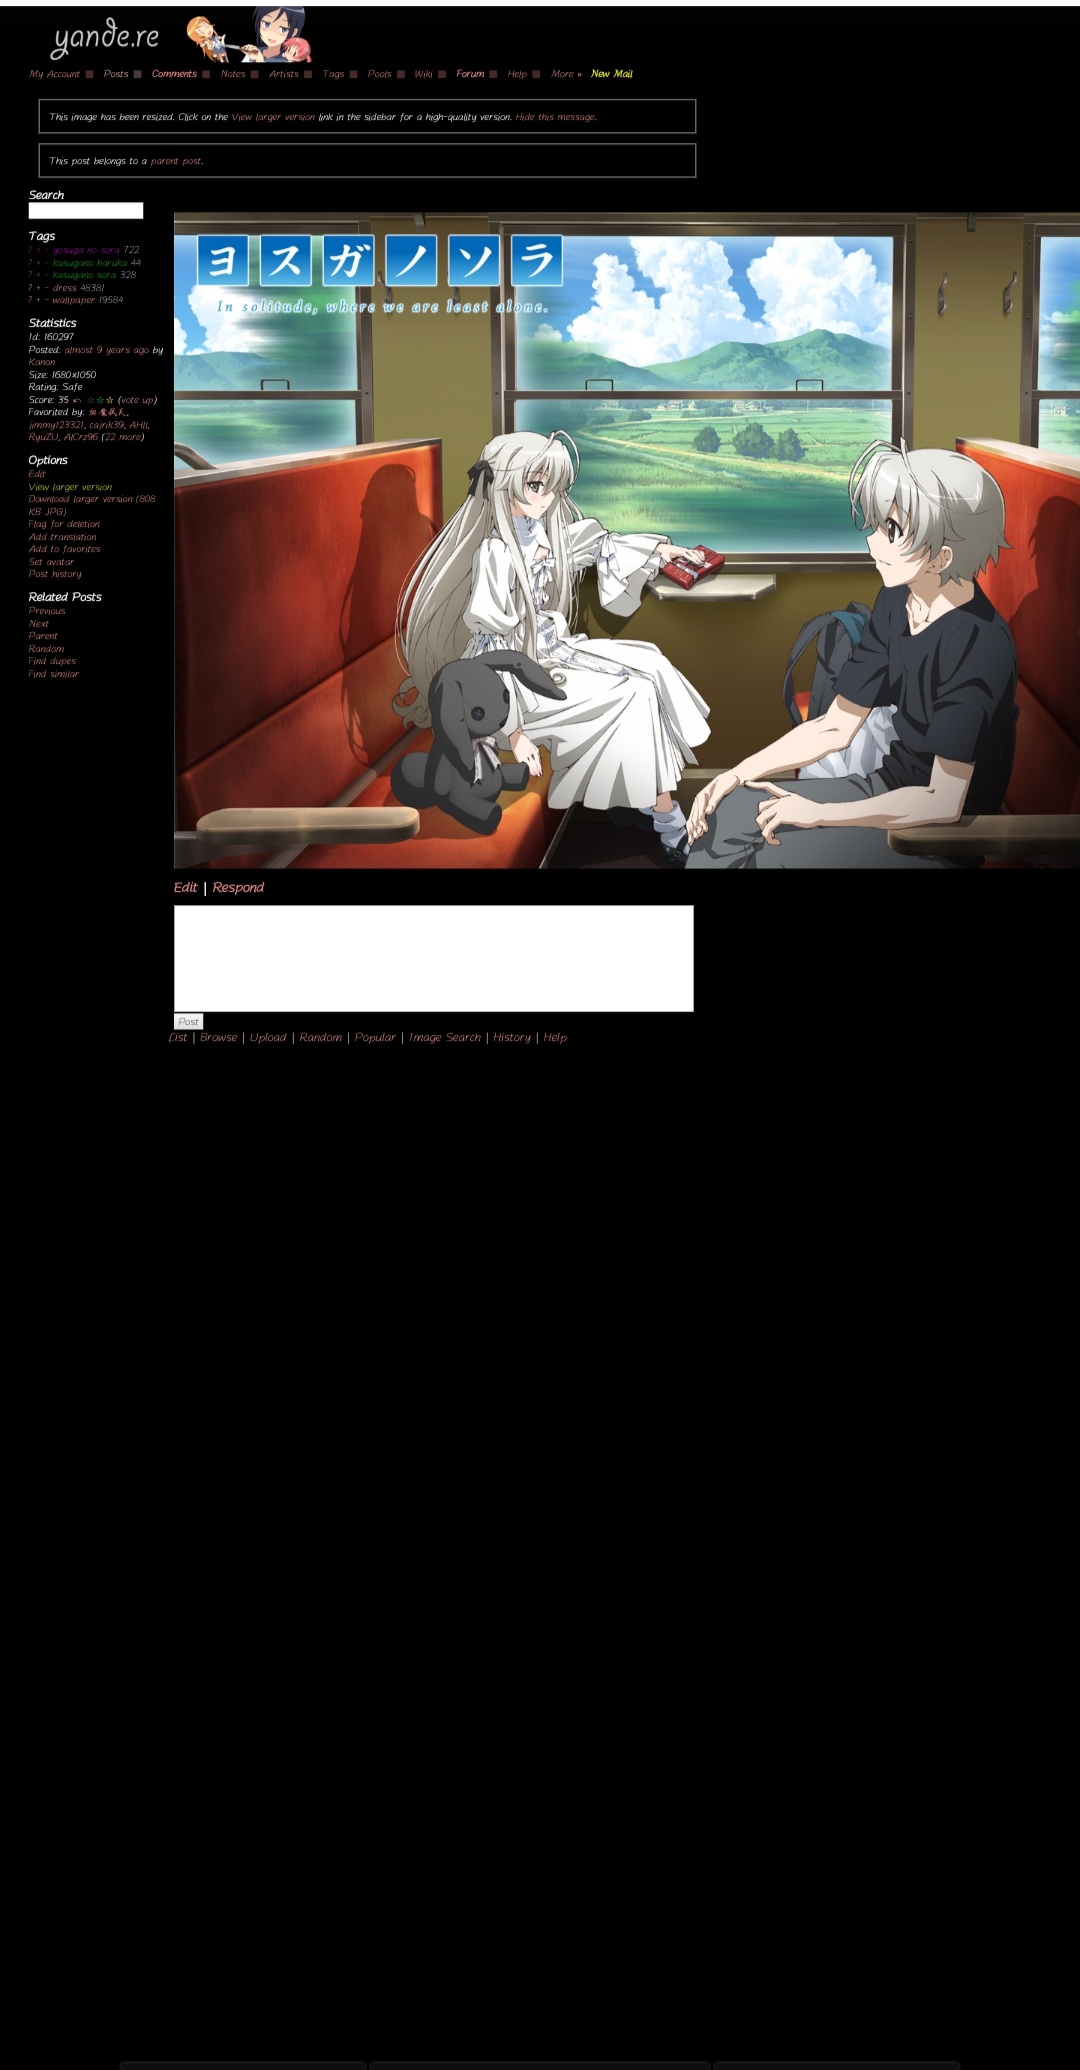 yande.re
My Account Posts Comments Notes Artists Tags Pools Wiki Forum Help More » New Mail
This image has been resized. Click on the View larger version link in the sidebar for a high-quality version. Hide this message.
This post belongs to a parent post.
Search
Tags
? + - yosuga no sora 722
? + - kasugano haruka 44
? + - kasugano sora 328
? + - dress 48381
? + - wallpaper 19584
Statistics
Id: 160297
Posted: almost 9 years ago by
Kanon
Size: 1680x1050
Rating: Safe
Score: 35 ☆☆☆ (vote up)
Favorited by:
jimmy123321, cajrik39, AHII,
RyuZU, AlCrz96 (22 more)
Options
Edit
View larger version
Download larger version (808
KB JPG)
Flag for deletion
Add translation
Add to favorites
Set avatar
Post history
Related Posts
Previous
Next
Parent
Random
Find dupes
Find similar
ヨスガノソラ
In solitude, where we are least alone.
Edit | Respond
Post
List | Browse | Upload | Random | Popular | Image Search | History | Help